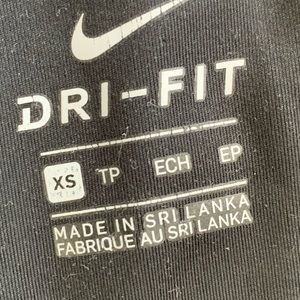 DRI-FIT
XS TP ECH EP
MADE IN SRI LANKA
FABRIQUE AU SRI LANKA